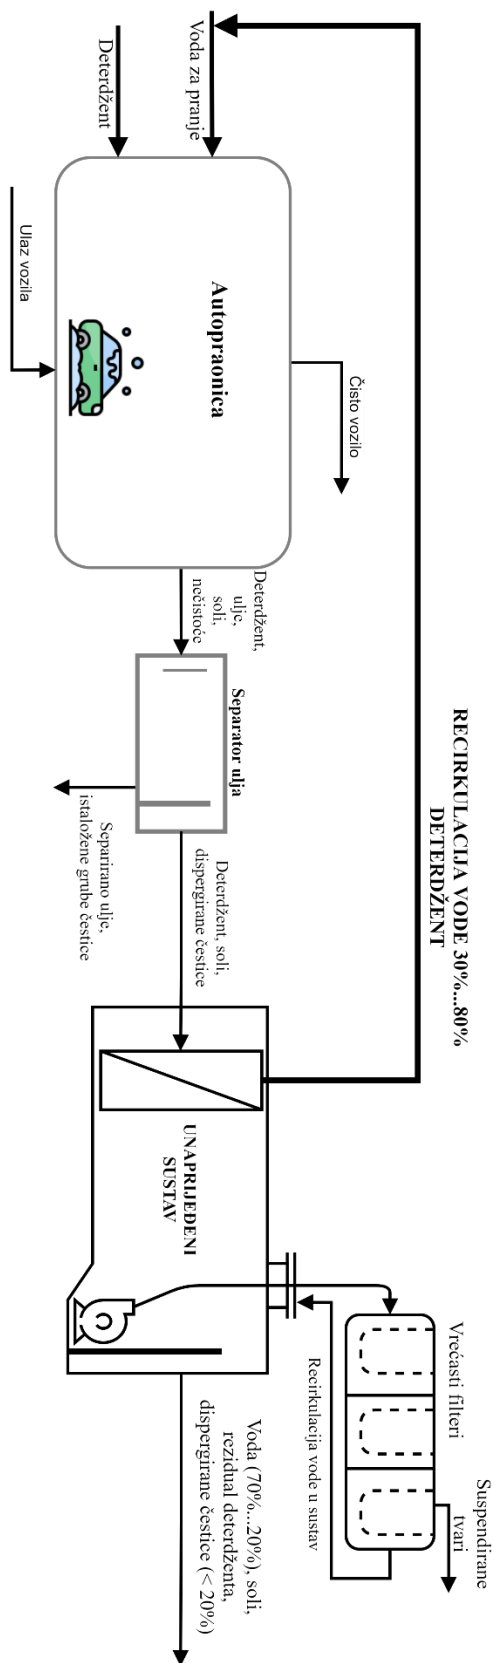 RECIRKULACIJA VODE 30%...80%
DETERDŽENT
Voda za pranje
Deterdžent
Ulaz vozila
Autopraonica
Čisto vozilo
Deterdžent,
ulje,
soli,
nečistoće
Separator ulja
Separirano ulje,
istaložene grube čestice
Deterdžent, soli,
dispergirane čestice
UNAPRIJEĐENI
SUSTAV
Vrećasti filteri
Suspendirane
tvari
Recirkulacija vode u sustav
Voda (70%...20%), soli,
rezidual deterdženta,
dispergirane čestice (< 20%)